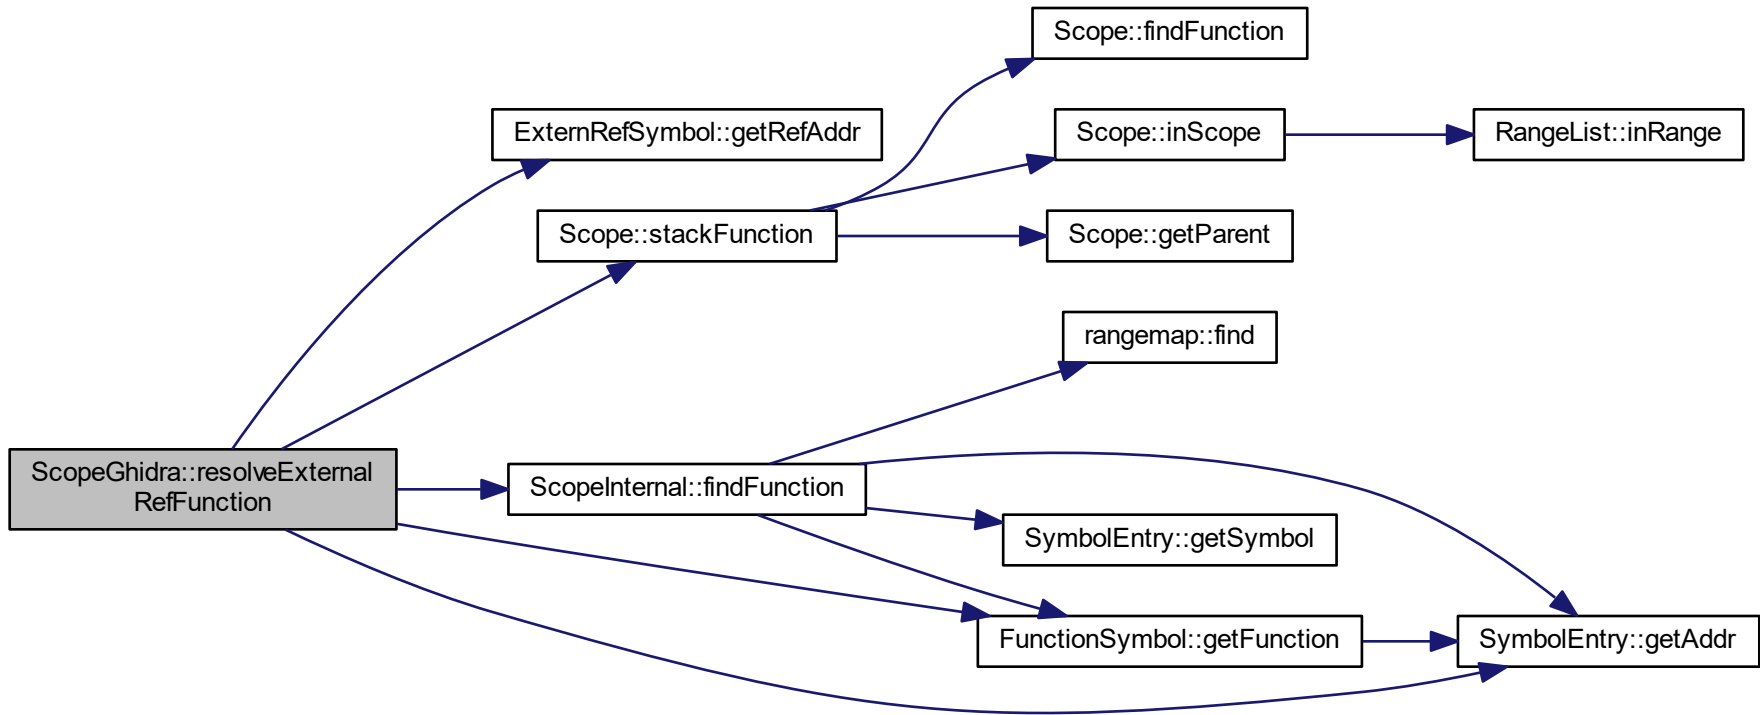 Scope::findFunction
ExternRefSymbol::getRefAddr
Scope::inScope
RangeList::inRange
Scope::stackFunction
Scope::getParent
rangemap::find
ScopeGhidra::resolveExternal
RefFunction
ScopeInternal::findFunction
SymbolEntry::getSymbol
FunctionSymbol::getFunction
SymbolEntry::getAddr